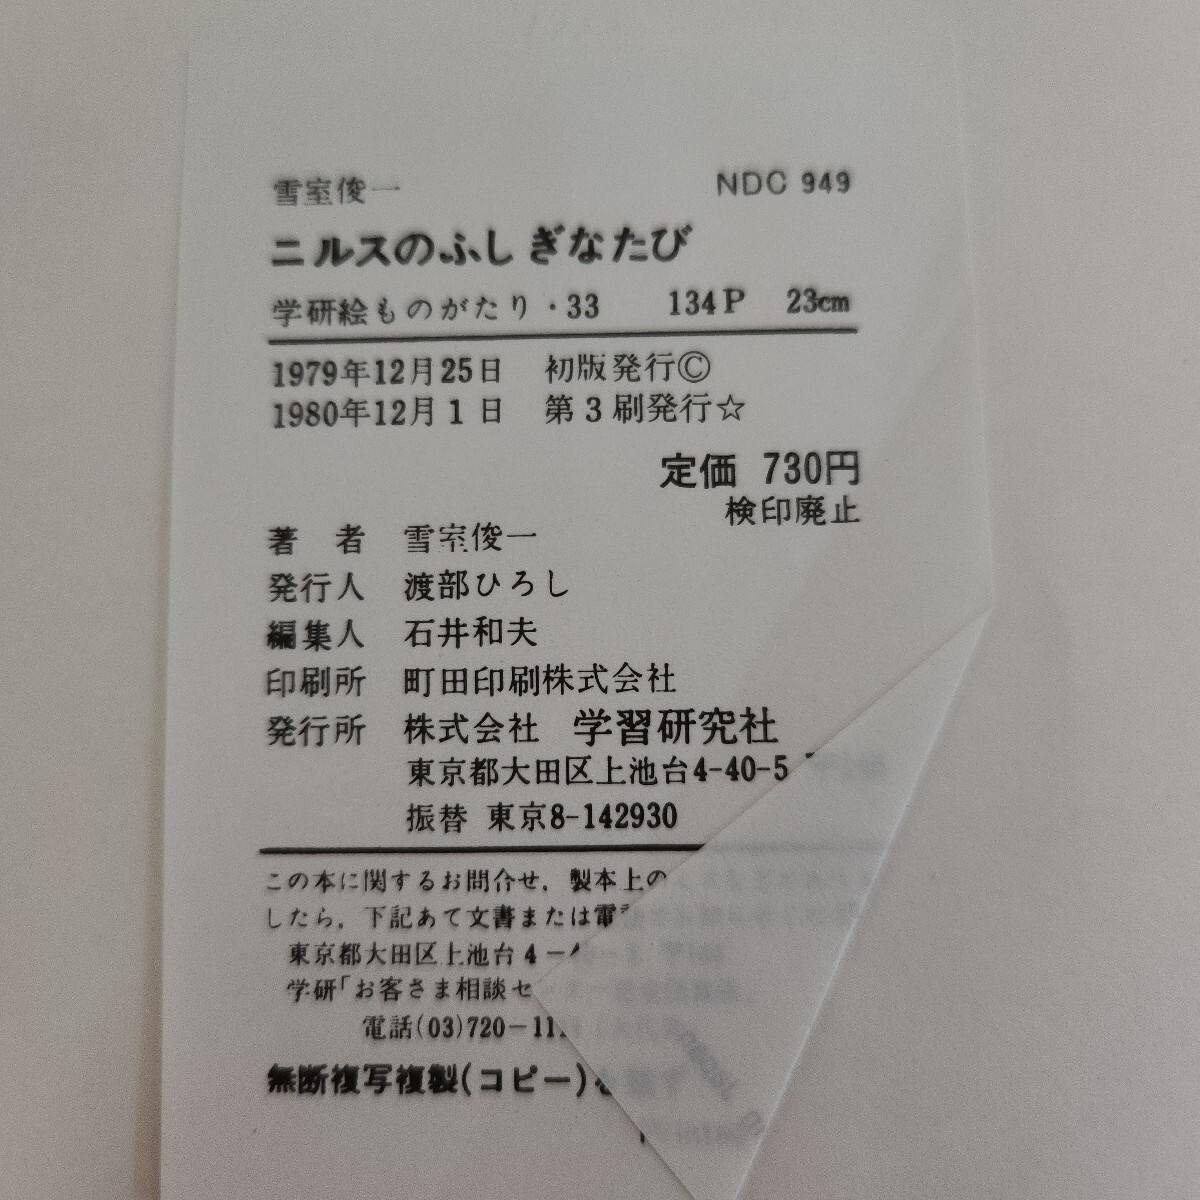 雪室俊一 NDC 949
ニルスのふしぎなたび
学研絵ものがたり・33 134P 23cm
1979年12月25日 初版発行©
1980年12月1日 第3刷発行☆
定価 730円
検印廃止
著 者 雪室俊一
発行人 渡部ひろし
編集人 石井和夫
印刷所 町田印刷株式会社
発行所 株式会社 学習研究社
東京都大田区上池台4-40-5
振替 東京8-142930
この本に関するお問合せ，製本上の
したら，下記あて文書または電
東京都大田区上池台4-
学研「お客さま相談セ
電話(03)720-11
無断複写複製(コピー)